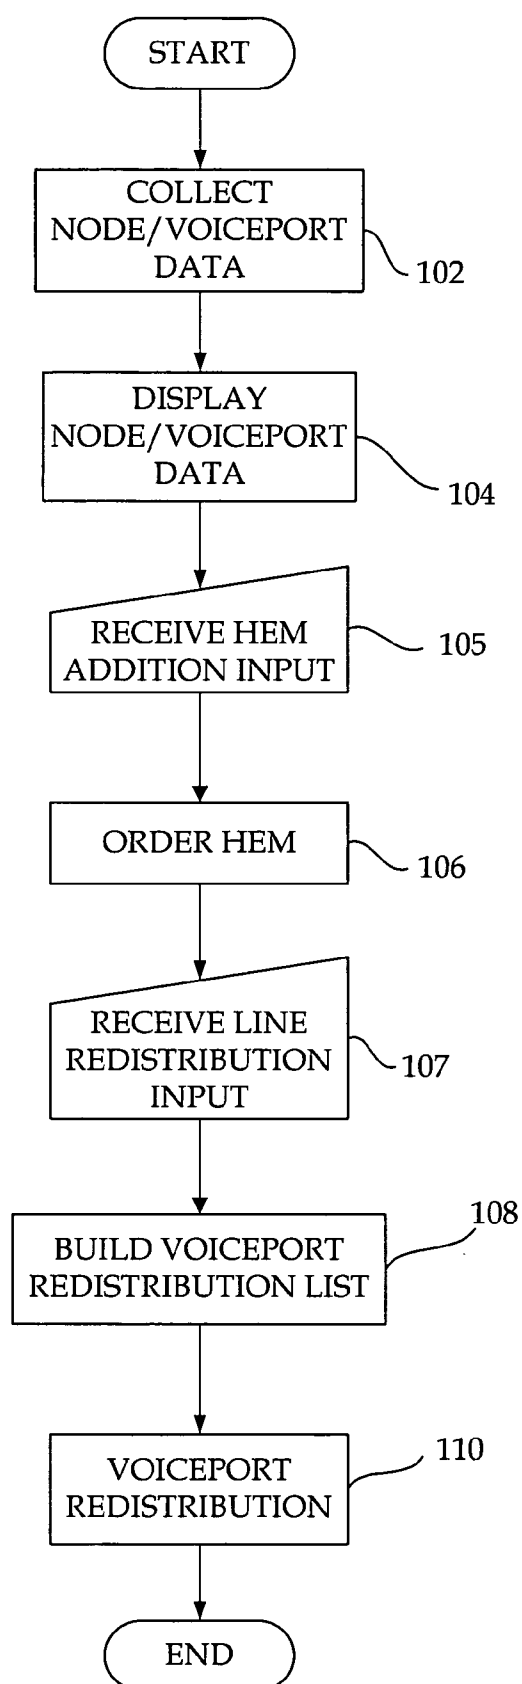 START
COLLECT
NODE/VOICEPORT
DATA
102
DISPLAY
NODE/VOICEPORT
DATA
104
RECEIVE HEM
ADDITION INPUT
105
ORDER HEM
106
RECEIVE LINE
REDISTRIBUTION
INPUT
107
BUILD VOICEPORT
REDISTRIBUTION LIST
108
VOICEPORT
REDISTRIBUTION
110
END